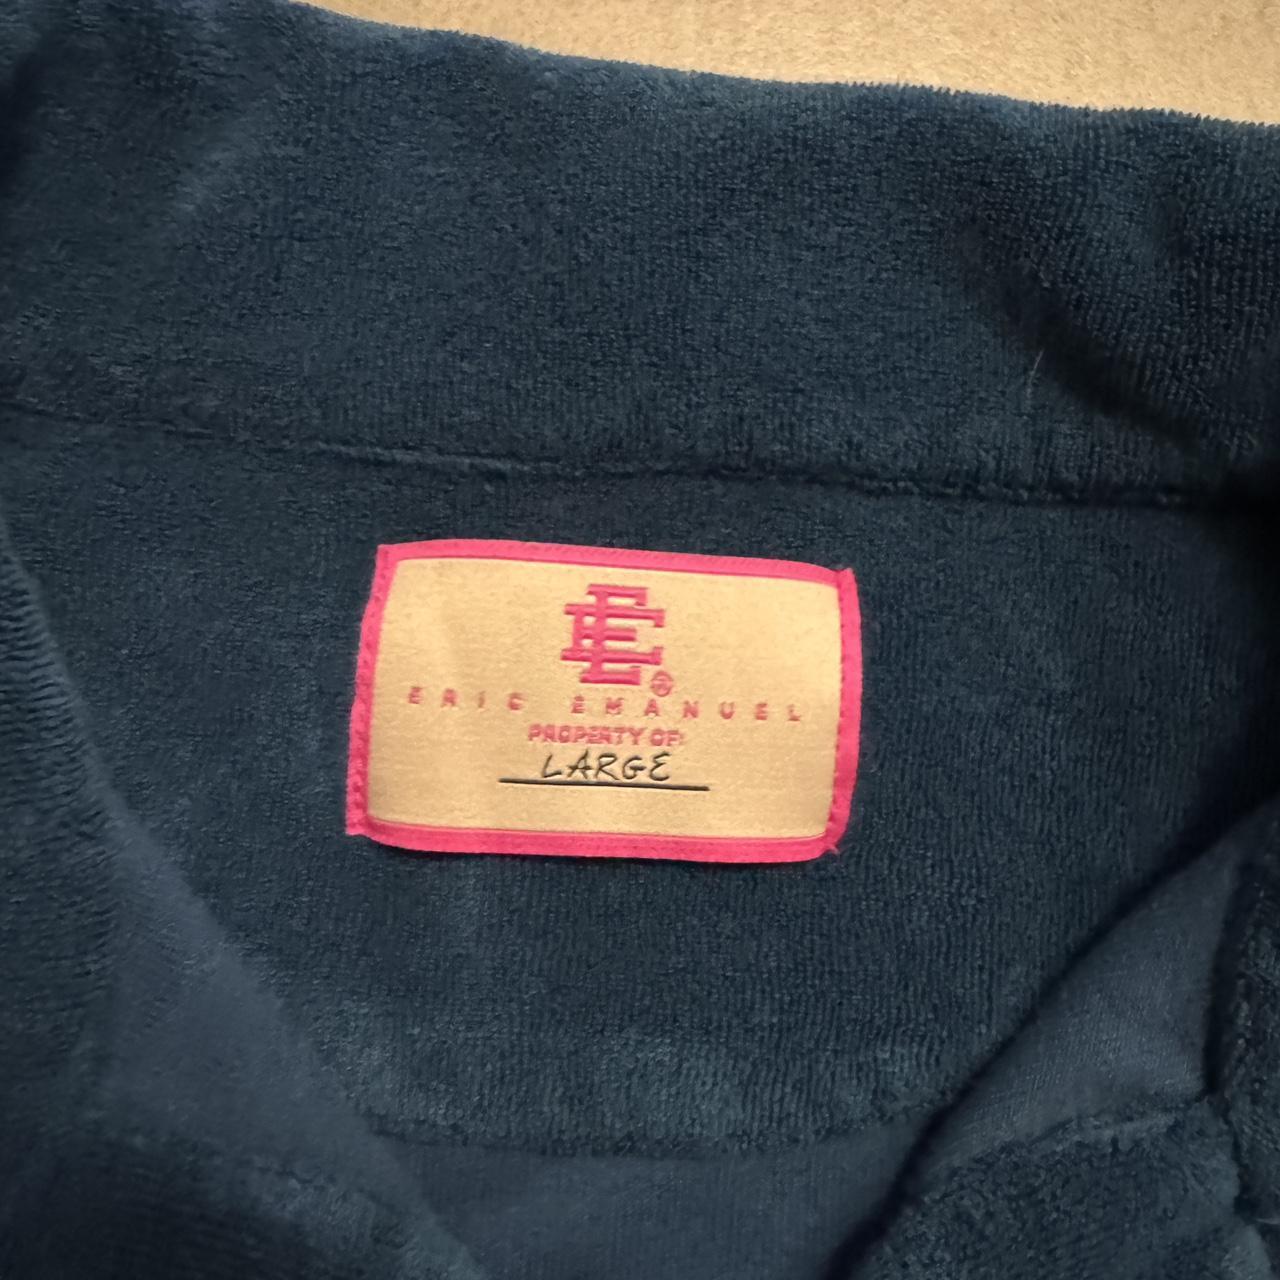 EE®
ERIC EMANUEL
PROPERTY OF:
LARGE